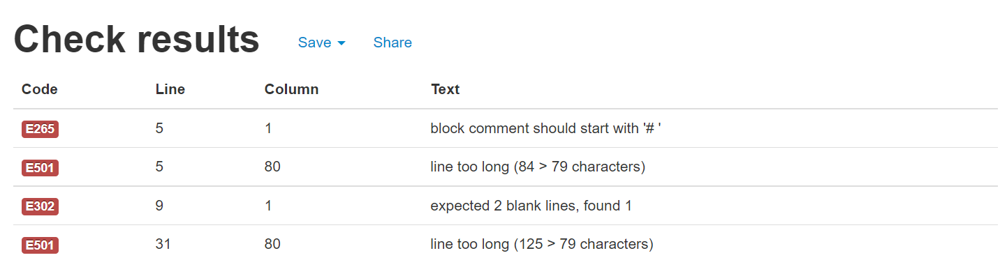 Check results Save Share
Code Line Column Text
E265 5 1 block comment should start with '# '
E501 5 80 line too long (84 > 79 characters)
E302 9 1 expected 2 blank lines, found 1
E501 31 80 line too long (125 > 79 characters)